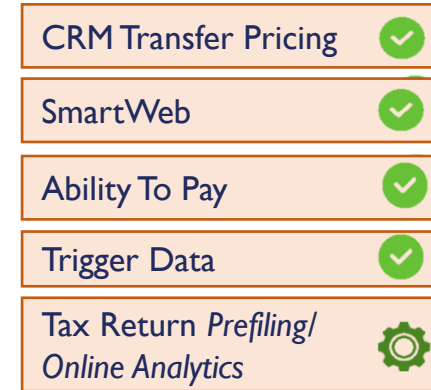 CRM Transfer Pricing
SmartWeb
Ability To Pay
Trigger Data
Tax Return Prefiling/
Online Analytics